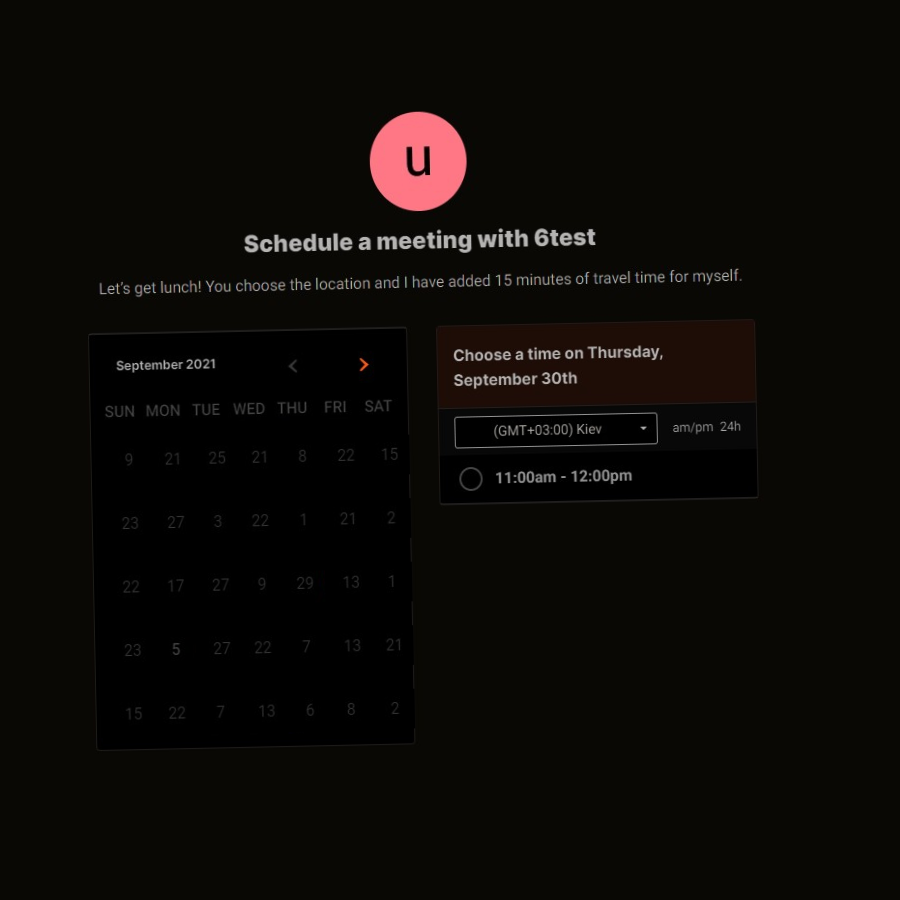 u
Schedule a meeting with 6test
Let's get lunch! You choose the location and I have added 15 minutes of travel time for myself.
September 2021
SUN MON TUE WED THU FRI SAT
9 21 25 21 8 22 15
23 27 3 22 1 21 2
22 17 27 9 29 13 1
23 5 27 22 7 13 21
15 22 7 13 6 8 2
Choose a time on Thursday,
September 30th
(GMT+03:00) Kiev am/pm 24h
11:00am - 12:00pm